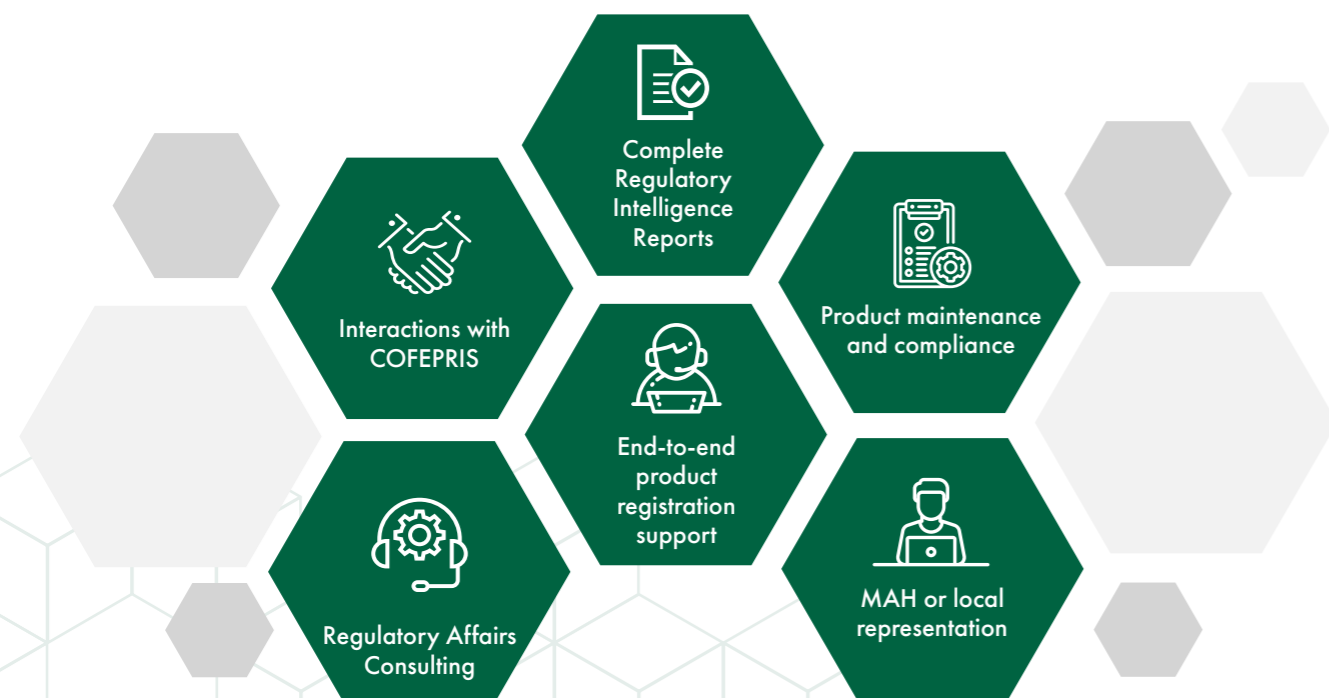 Complete
Regulatory
Intelligence
Reports
Interactions with
COFEPRIS
Product maintenance
and compliance
End-to-end
product
registration
support
Regulatory Affairs
Consulting
MAH or local
representation